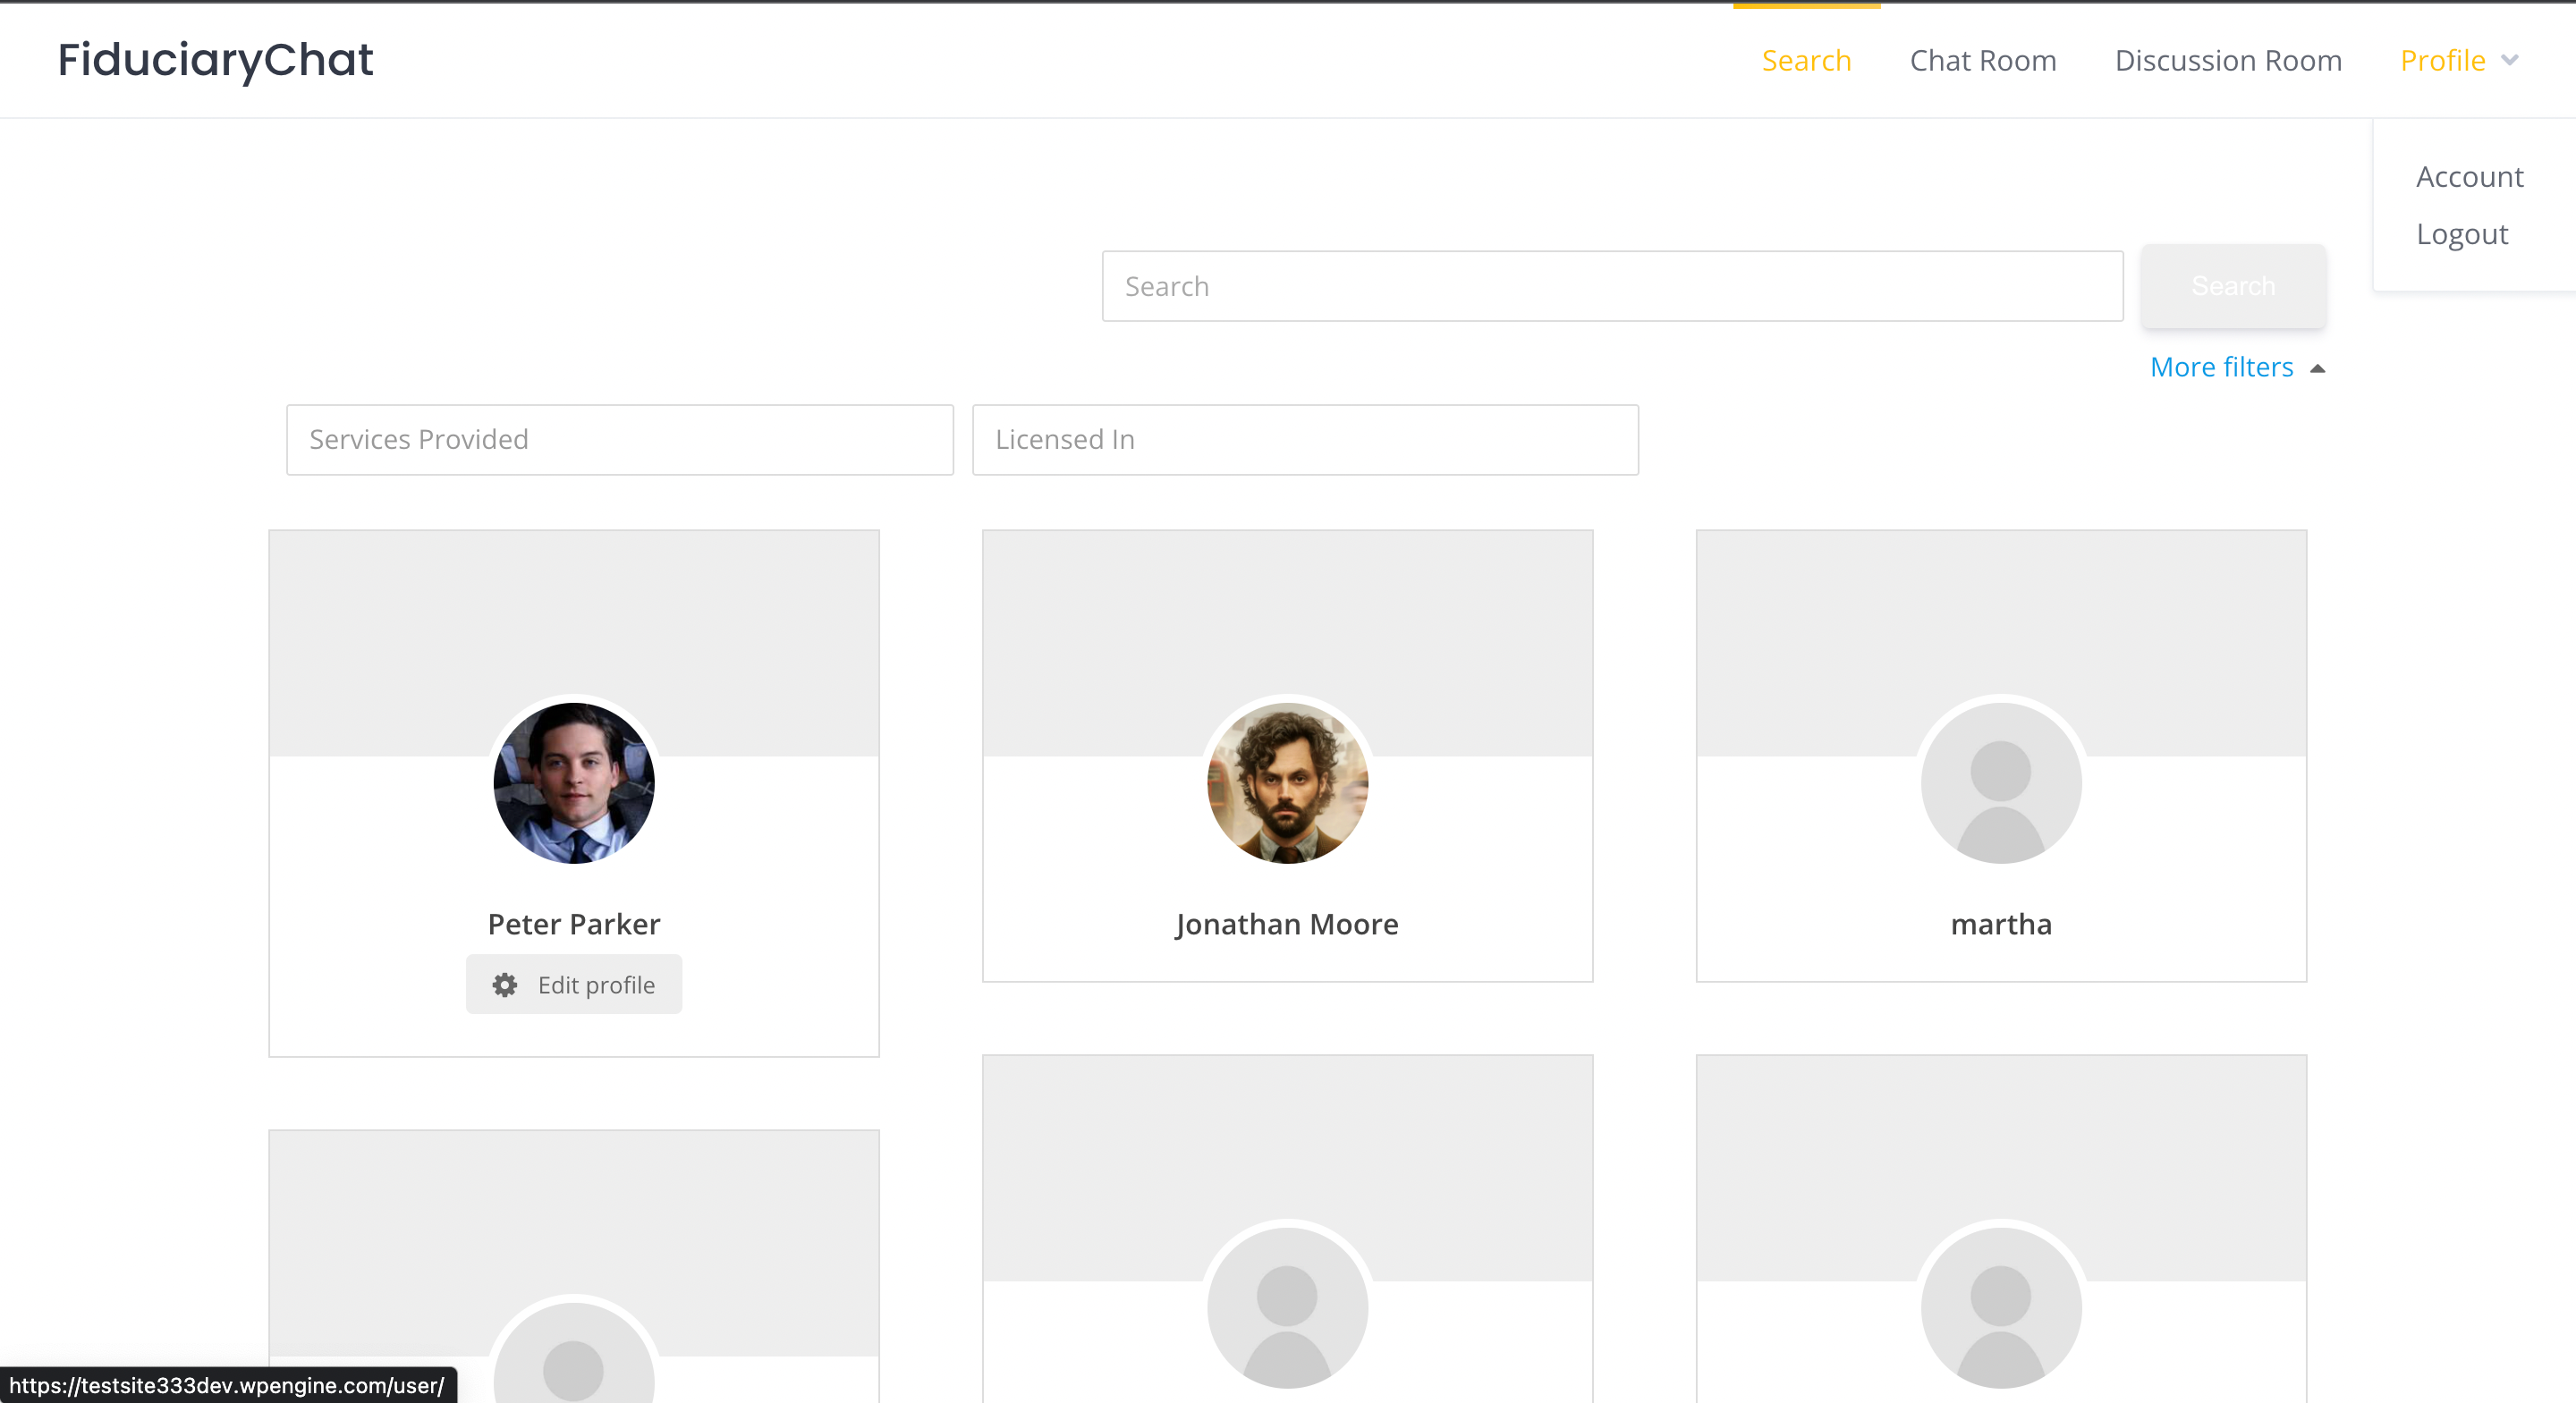 FiduciaryChat
Search
Chat Room
Discussion Room
Profile
Account
Logout
Search
Search
More filters
Services Provided
Licensed In
Peter Parker
Jonathan Moore
martha
Edit profile
https://testsite333dev.wpengine.com/user/